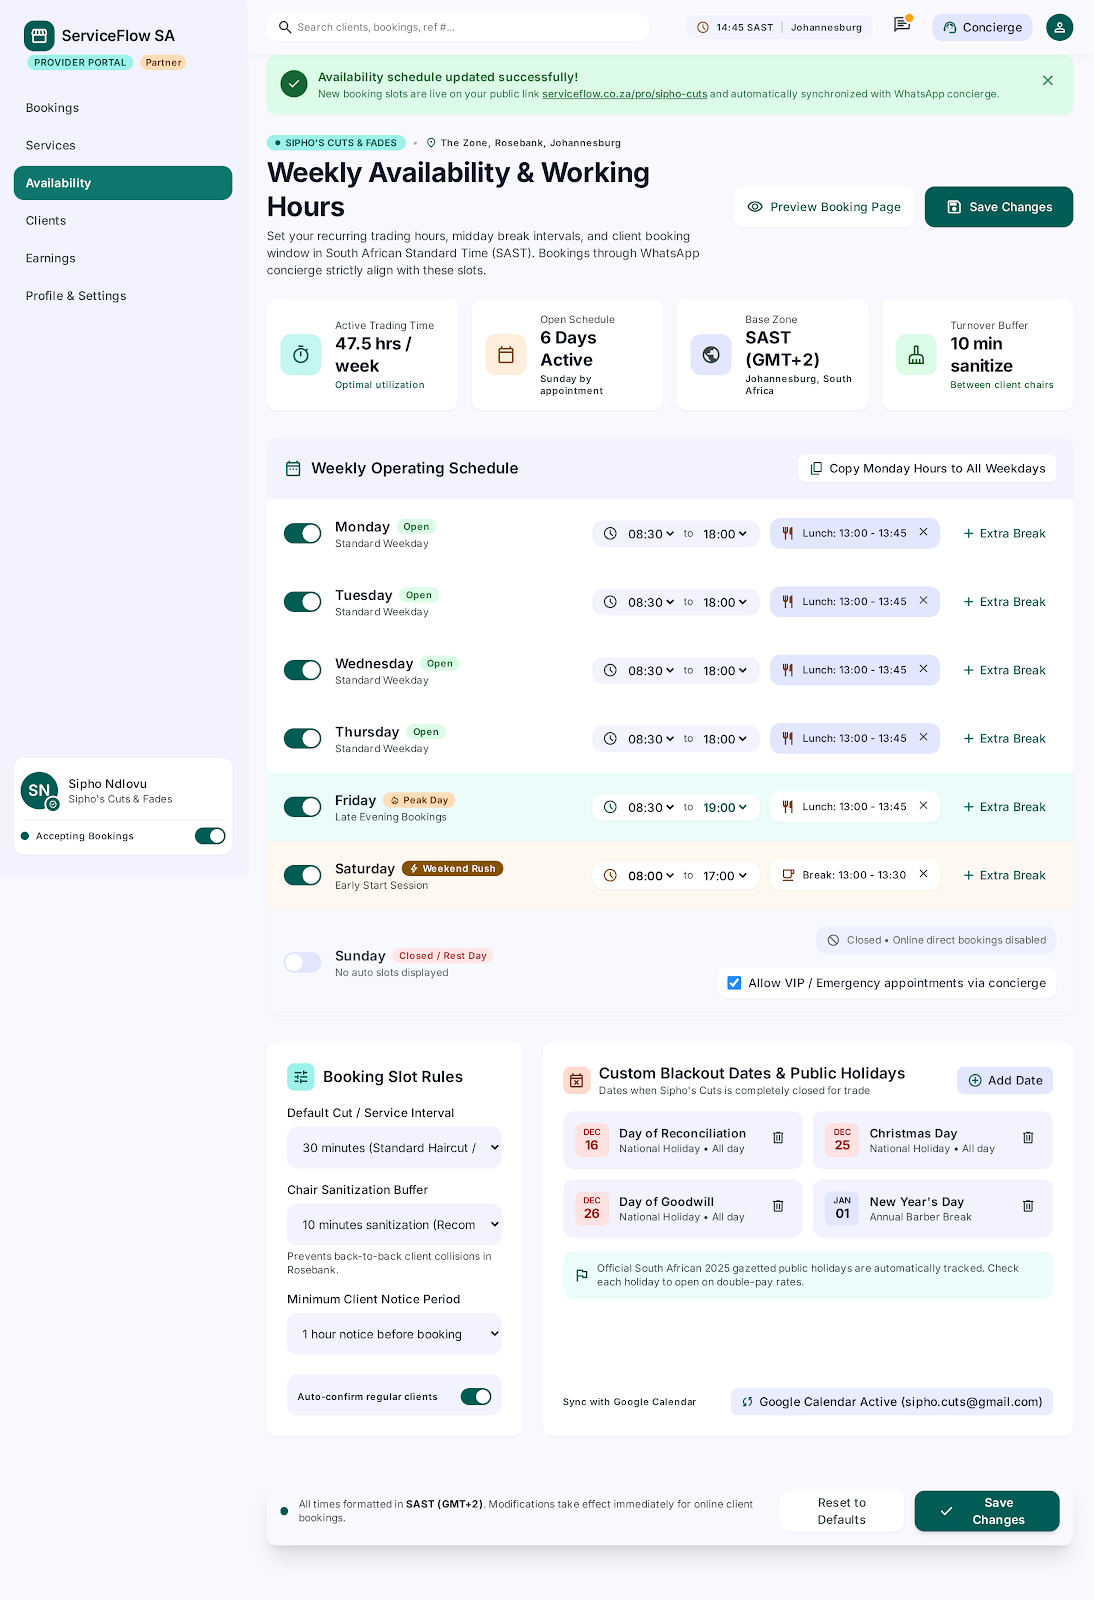 ServiceFlow SA
PROVIDER PORTAL Partner
Bookings
Services
Availability
Clients
Earnings
Profile & Settings
SN
Sipho Ndlovu
Sipho's Cuts & Fades
Accepting Bookings
Search clients, bookings, ref #...
14:45 SAST | Johannesburg
Concierge
Availability schedule updated successfully!
New booking slots are live on your public link serviceflow.co.za/pro/sipho-cuts and automatically synchronized with WhatsApp concierge.
SIPHO'S CUTS & FADES • The Zone, Rosebank, Johannesburg
Weekly Availability & Working
Hours
Set your recurring trading hours, midday break intervals, and client booking
window in South African Standard Time (SAST). Bookings through WhatsApp
concierge strictly align with these slots.
Preview Booking Page
Save Changes
Active Trading Time
47.5 hrs /
week
Optimal utilization
Open Schedule
6 Days
Active
Sunday by
appointment
Base Zone
SAST
(GMT+2)
Johannesburg, South
Africa
Turnover Buffer
10 min
sanitize
Between client chairs
Weekly Operating Schedule
Copy Monday Hours to All Weekdays
Monday Open
Standard Weekday
08:30 to 18:00
Lunch: 13:00 - 13:45
+ Extra Break
Tuesday Open
Standard Weekday
08:30 to 18:00
Lunch: 13:00 - 13:45
+ Extra Break
Wednesday Open
Standard Weekday
08:30 to 18:00
Lunch: 13:00 - 13:45
+ Extra Break
Thursday Open
Standard Weekday
08:30 to 18:00
Lunch: 13:00 - 13:45
+ Extra Break
Friday Peak Day
Late Evening Bookings
08:30 to 19:00
Lunch: 13:00 - 13:45
+ Extra Break
Saturday Weekend Rush
Early Start Session
08:00 to 17:00
Break: 13:00 - 13:30
+ Extra Break
Sunday Closed / Rest Day
No auto slots displayed
Closed • Online direct bookings disabled
Allow VIP / Emergency appointments via concierge
Booking Slot Rules
Default Cut / Service Interval
30 minutes (Standard Haircut /
Chair Sanitization Buffer
10 minutes sanitization (Recom
Prevents back-to-back client collisions in
Rosebank.
Minimum Client Notice Period
1 hour notice before booking
Auto-confirm regular clients
Custom Blackout Dates & Public Holidays
Dates when Sipho's Cuts is completely closed for trade
Add Date
DEC
16
Day of Reconciliation
National Holiday • All day
DEC
25
Christmas Day
National Holiday • All day
DEC
26
Day of Goodwill
National Holiday • All day
JAN
01
New Year's Day
Annual Barber Break
Official South African 2025 gazetted public holidays are automatically tracked. Check
each holiday to open on double-pay rates.
Sync with Google Calendar
Google Calendar Active (sipho.cuts@gmail.com)
All times formatted in SAST (GMT+2). Modifications take effect immediately for online client
bookings.
Reset to
Defaults
Save
Changes